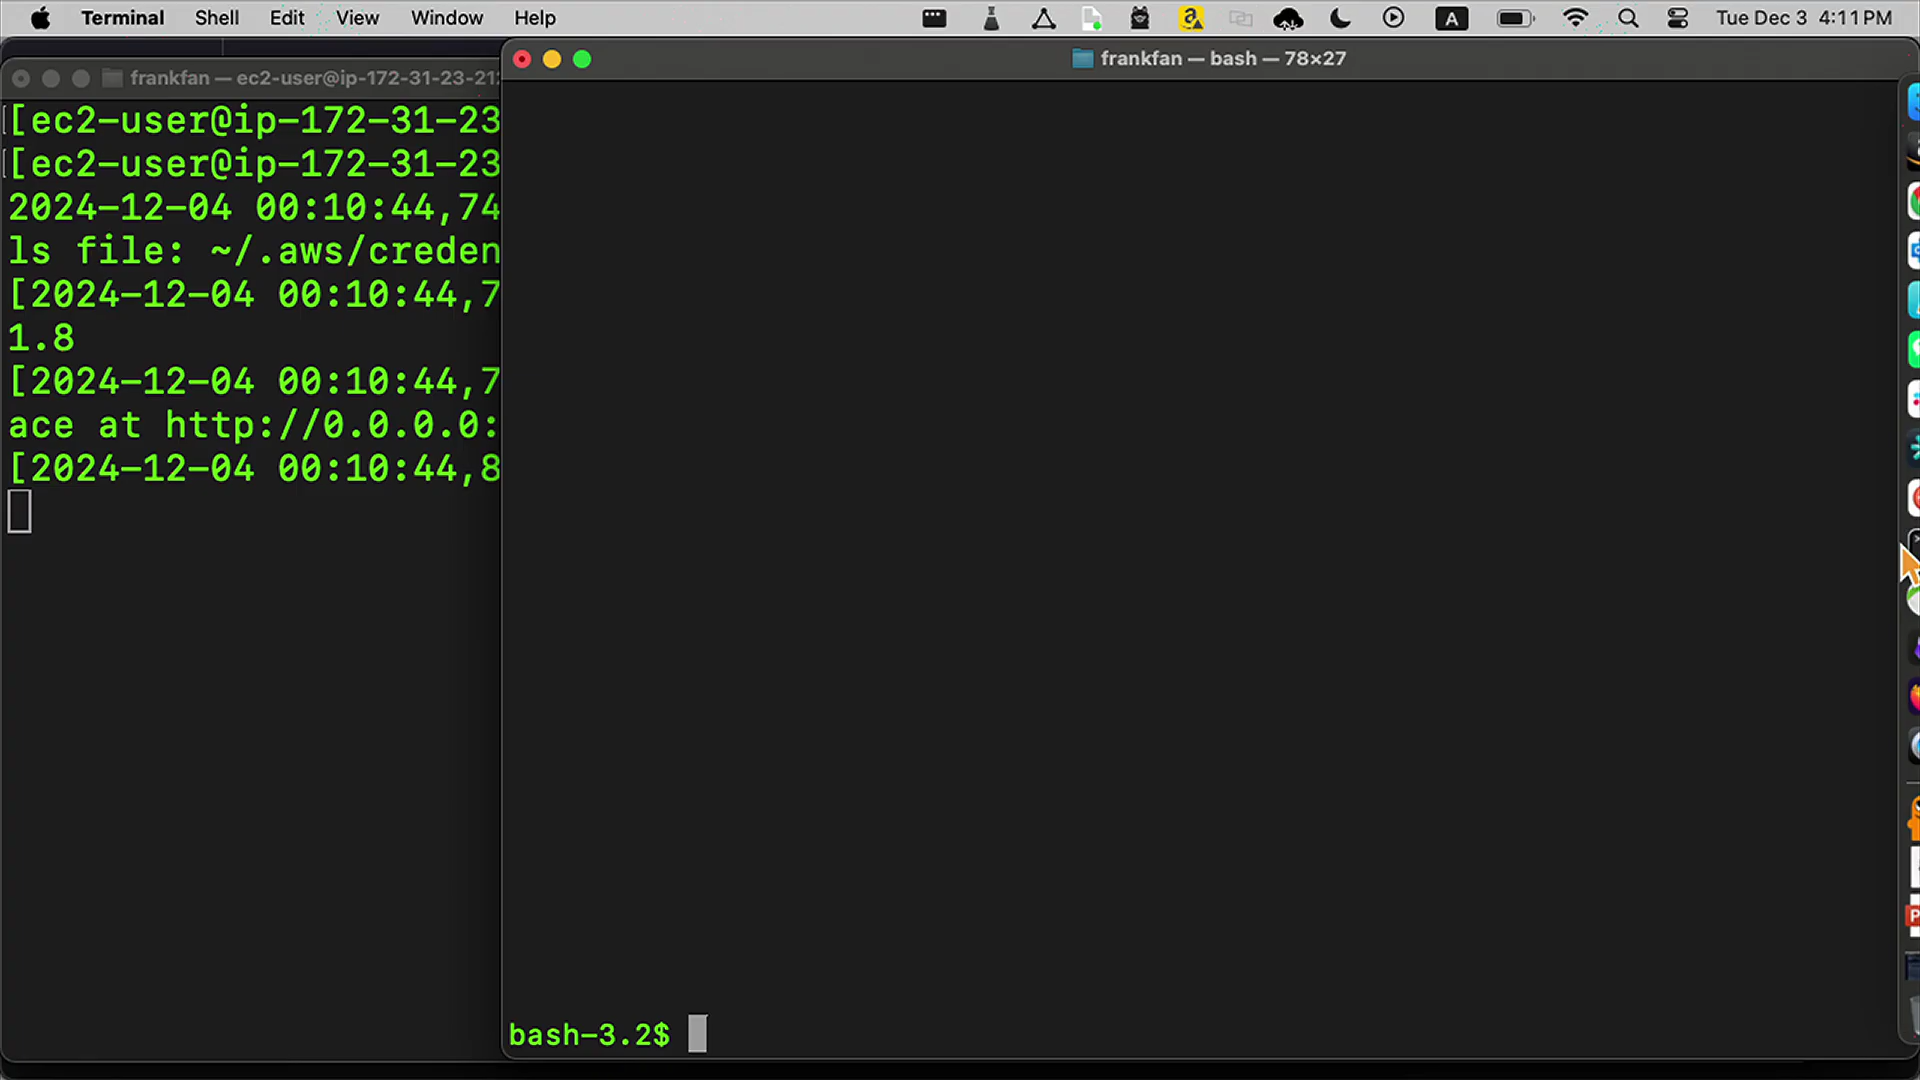 Terminal Shell Edit View Window Help
A
Tue Dec 3 4:11 PM
frankfan — ec2-user@ip-172-31-23-212
[ec2-user@ip-172-31-23
[ec2-user@ip-172-31-23
2024-12-04 00:10:44,74
ls file: ~/.aws/creden
[2024-12-04 00:10:44,7
1.8
[2024-12-04 00:10:44,7
ace at http://0.0.0.0:
[2024-12-04 00:10:44,8
frankfan — bash — 78×27
bash-3.2$